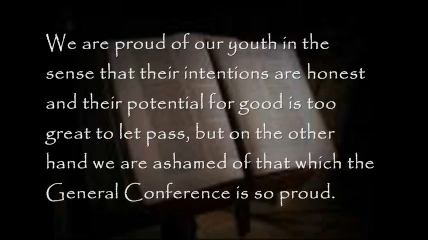 We are proud of our youth in the
sense that their intentions are honest
and their potential for good is too
great to let pass, but on the other
hand we are ashamed of that which the
General Conference is so proud.